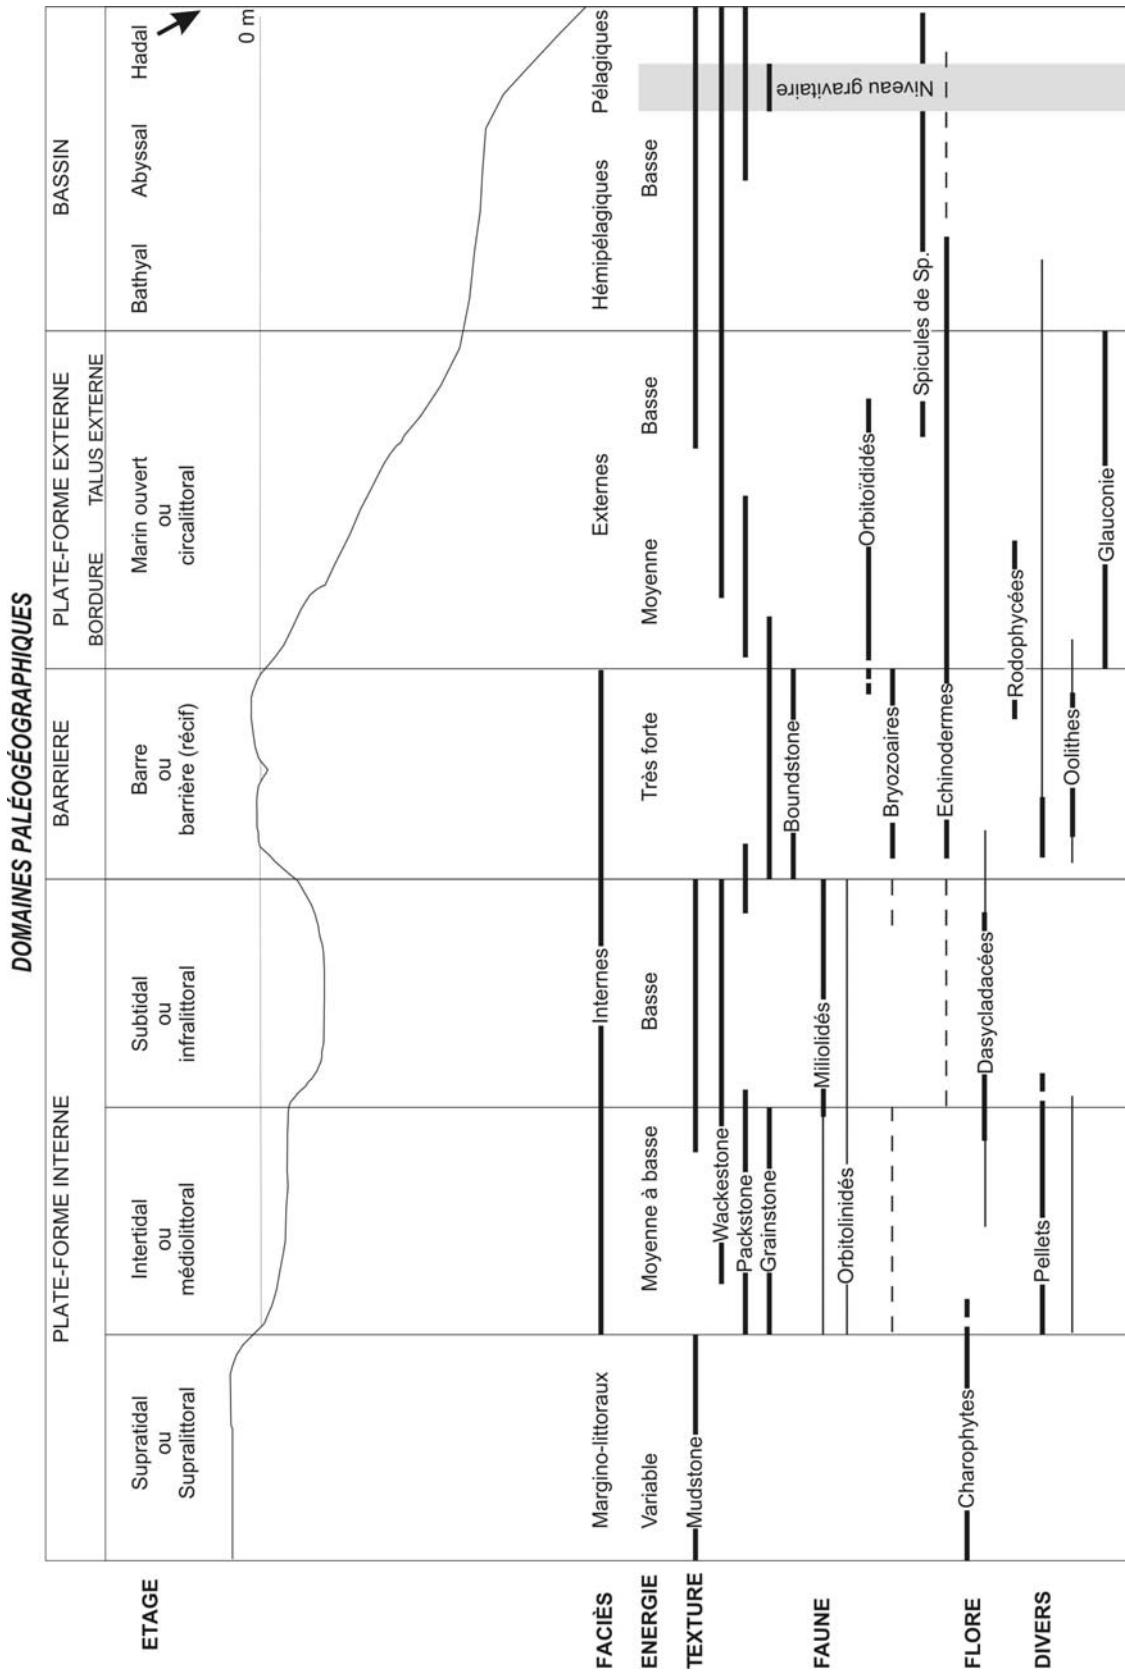 DOMAINES PALÉOGÉOGRAPHIQUES
PLATE-FORME INTERNE
BARRIERE
PLATE-FORME EXTERNE
BORDURE
TALUS EXTERNE
BASSIN
ETAGE
Supratidal
ou
Supralittoral
Intertidal
ou
médiolittoral
Subtidal
ou
infralittoral
Barre
ou
barrière (récif)
Marin ouvert
ou
circalittoral
Bathyal
Abyssal
Hadal
0 m
FACIÈS
Margino-littoraux
Internes
Externes
Hémipélagiques
Pélagiques
ENERGIE
Variable
Moyenne à basse
Basse
Très forte
Moyenne
Basse
Basse
TEXTURE
Mudstone
Wackestone
Packstone
Grainstone
Boundstone
Niveau gravitaire
FAUNE
Miliolidés
Orbitolinidés
Orbitoïdidés
Bryozoaires
Spicules de Sp.
Echinodermes
FLORE
Charophytes
Dasycladacées
Rodophycées
DIVERS
Pellets
Oolithes
Glauconie